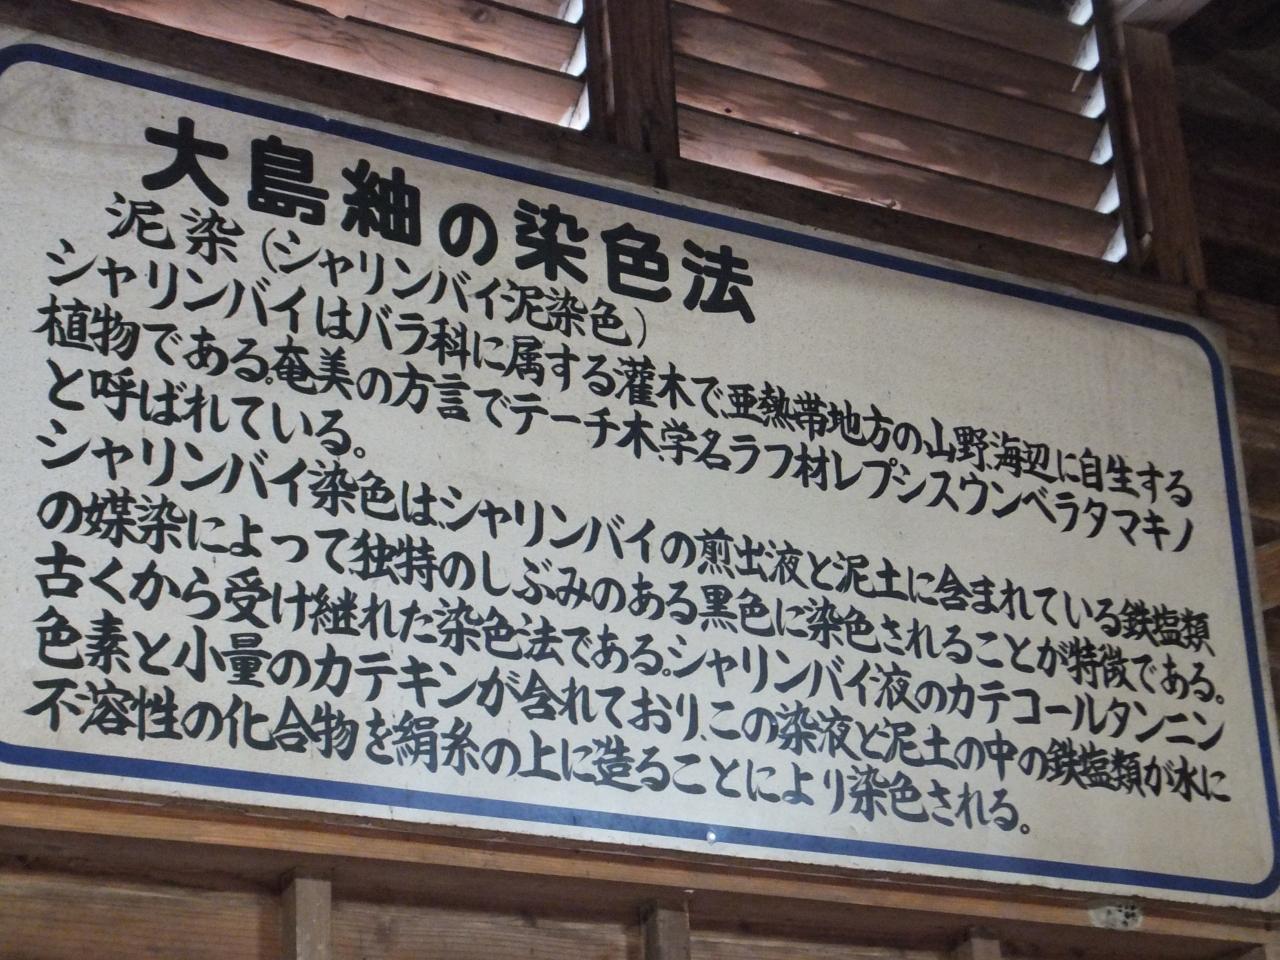 大島紬の染色法
泥染(シャリンバイ泥染色)
シャリンバイはバラ科に属する灌木で、亜熱帯地方の山野、海辺に自生する
植物である。奄美の方言でテーチ木、学名ラフ材レプシスウンベラタマキノ
と呼ばれている。
シャリンバイ染色は、シャリンバイの煎出液と泥土に含まれている鉄塩類
の媒染によって独特のしぶみのある黒色に染色されることが特徴である。
古くから受け継れた染色法である。シャリンバイ液のカテコールタンニン
色素と小量のカテキンが含れており、この染液と泥土の中の鉄塩類が水に
不溶性の化合物を絹糸の上に造ることにより染色される。